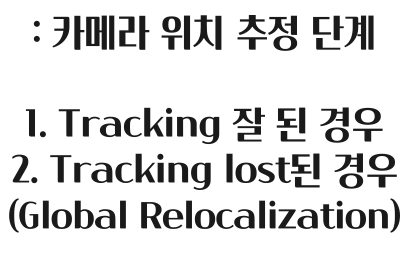 : 카메라 위치 추정 단계
1. Tracking 잘 된 경우
2. Tracking lost된 경우
(Global Relocalization)